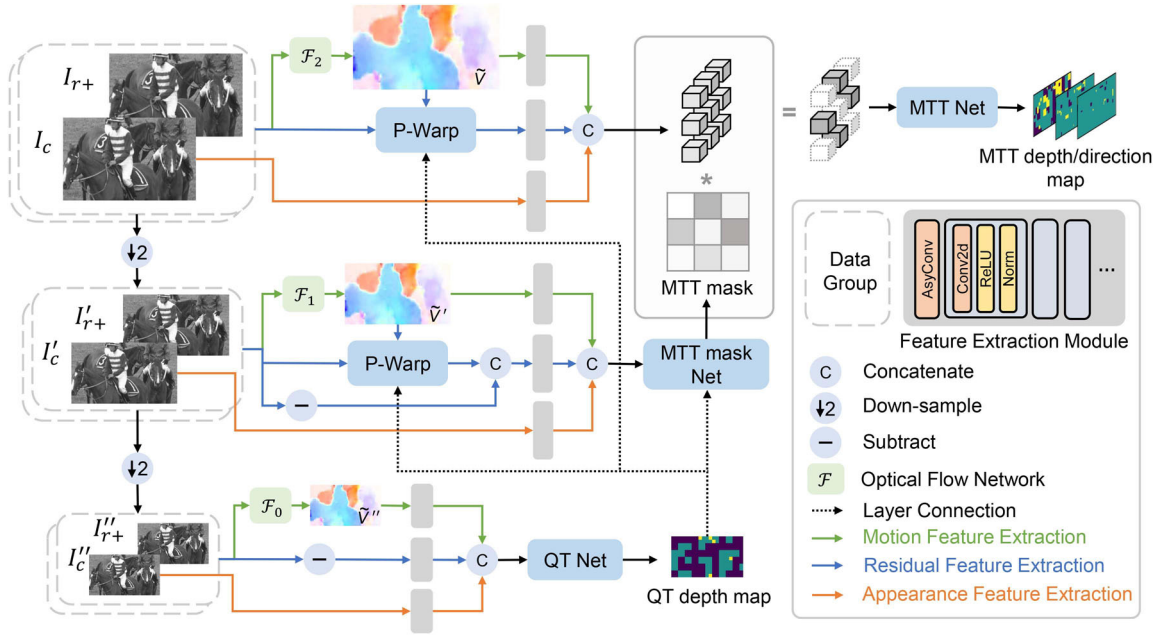 I_{r+}
I_c
\mathcal{F}_2
Ṽ
P-Warp
C
*
=
MTT Net
MTT depth/direction
map
MTT mask
↓2
I'_{r+}
I'_c
\mathcal{F}_1
Ṽ'
P-Warp
C
C
−
MTT mask
Net
↓2
I''_{r+}
I''_c
\mathcal{F}_0
Ṽ''
−
C
QT Net
QT depth map
Data
Group
AsyConv
Conv2d
ReLU
Norm
...
Feature Extraction Module
C Concatenate
↓2 Down-sample
− Subtract
\mathcal{F} Optical Flow Network
Layer Connection
Motion Feature Extraction
Residual Feature Extraction
Appearance Feature Extraction